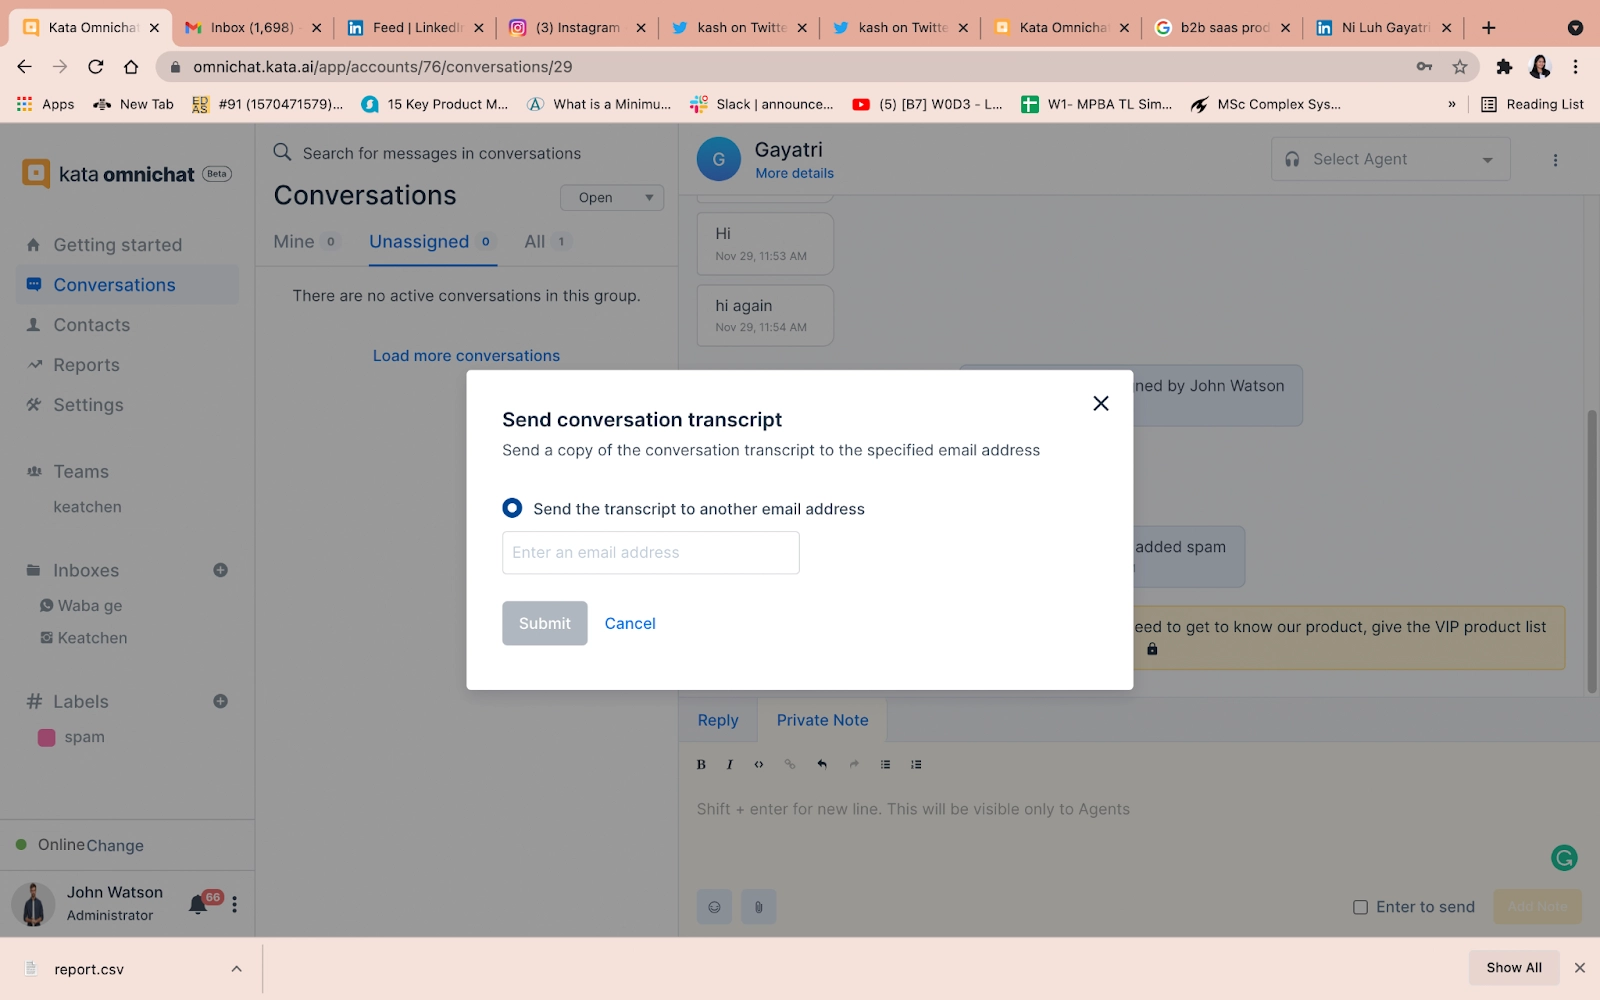 Kata Omnicha
Inbox (1,698)
Feed | LinkedI
(3) Instagram
kash on Twitte
kash on Twitte
Kata Omnicha
b2b saas prod
Ni Luh Gayatri
omnichat.kata.ai/app/accounts/76/conversations/29
Apps
New Tab
#91 (1570471579)...
15 Key Product M...
What is a Minimu...
Slack | announce...
(5) [B7] W0D3 - L...
W1- MPBA TL Sim...
MSc Complex Sys...
»
Reading List
kata omnichat Beta
Getting started
Conversations
Contacts
Reports
Settings
Teams
keatchen
Inboxes
Waba ge
Keatchen
Labels
spam
Online Change
John Watson
Administrator
66
Search for messages in conversations
Conversations
Open
Mine 0
Unassigned 0
All 1
There are no active conversations in this group.
Load more conversations
G
Gayatri
More details
Select Agent
Hi
Nov 29, 11:53 AM
hi again
Nov 29, 11:54 AM
ned by John Watson
added spam
eed to get to know our product, give the VIP product list
Send conversation transcript
Send a copy of the conversation transcript to the specified email address
Send the transcript to another email address
Enter an email address
Submit
Cancel
Reply
Private Note
B I
Shift + enter for new line. This will be visible only to Agents
Enter to send
Add Note
report.csv
Show All